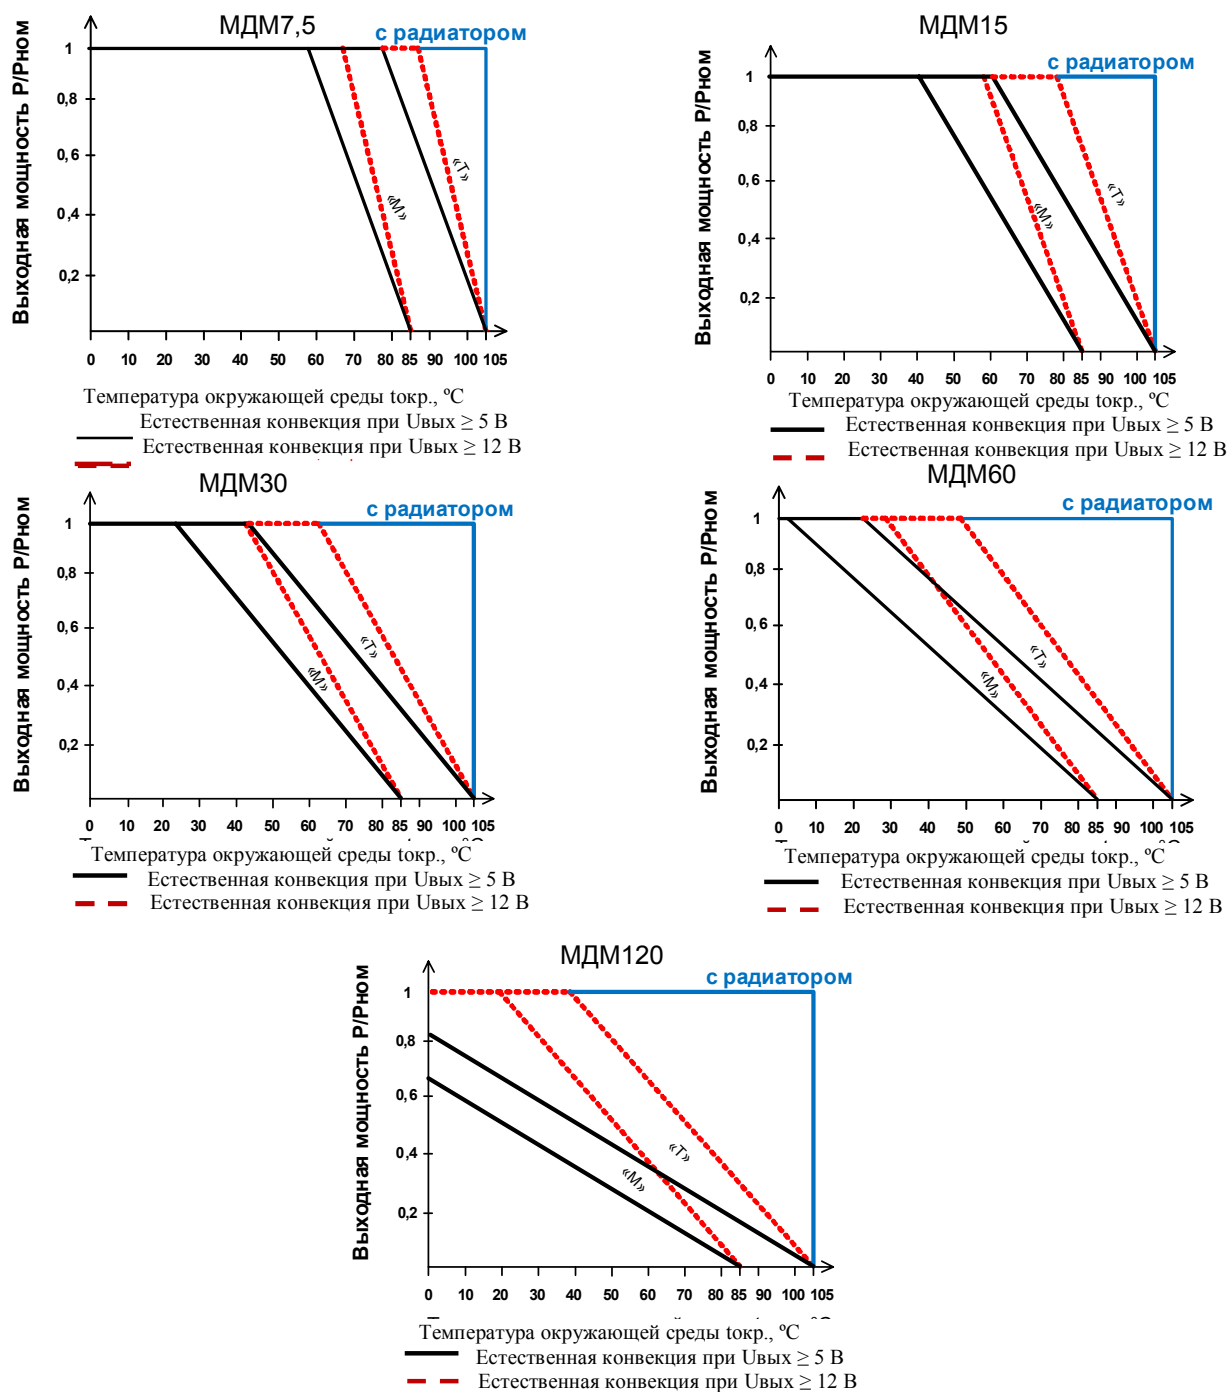 МДМ7,5
с радиатором
Выходная мощность Р/Рном
1
0,8
0,6
0,4
0,2
«М»
«Т»
0 10 20 30 40 50 60 70 80 85 90 100 105
Температура окружающей среды tокр., ºС
Естественная конвекция при Uвых ≥ 5 В
Естественная конвекция при Uвых ≥ 12 В
МДМ15
с радиатором
Выходная мощность Р/Рном
1
0,8
0,6
0,4
0,2
«М»
«Т»
0 10 20 30 40 50 60 70 80 85 90 100 105
Температура окружающей среды tокр., ºС
Естественная конвекция при Uвых ≥ 5 В
Естественная конвекция при Uвых ≥ 12 В
МДМ30
с радиатором
Выходная мощность Р/Рном
1
0,8
0,6
0,4
0,2
«М»
«Т»
0 10 20 30 40 50 60 70 80 85 90 100 105
Температура окружающей среды tокр., ºС
Естественная конвекция при Uвых ≥ 5 В
Естественная конвекция при Uвых ≥ 12 В
МДМ60
с радиатором
Выходная мощность Р/Рном
1
0,8
0,6
0,4
0,2
«М»
«Т»
0 10 20 30 40 50 60 70 80 85 90 100 105
Температура окружающей среды tокр., ºС
Естественная конвекция при Uвых ≥ 5 В
Естественная конвекция при Uвых ≥ 12 В
МДМ120
с радиатором
Выходная мощность Р/Рном
1
0,8
0,6
0,4
0,2
«М»
«Т»
0 10 20 30 40 50 60 70 80 85 90 100 105
Температура окружающей среды tокр., ºС
Естественная конвекция при Uвых ≥ 5 В
Естественная конвекция при Uвых ≥ 12 В